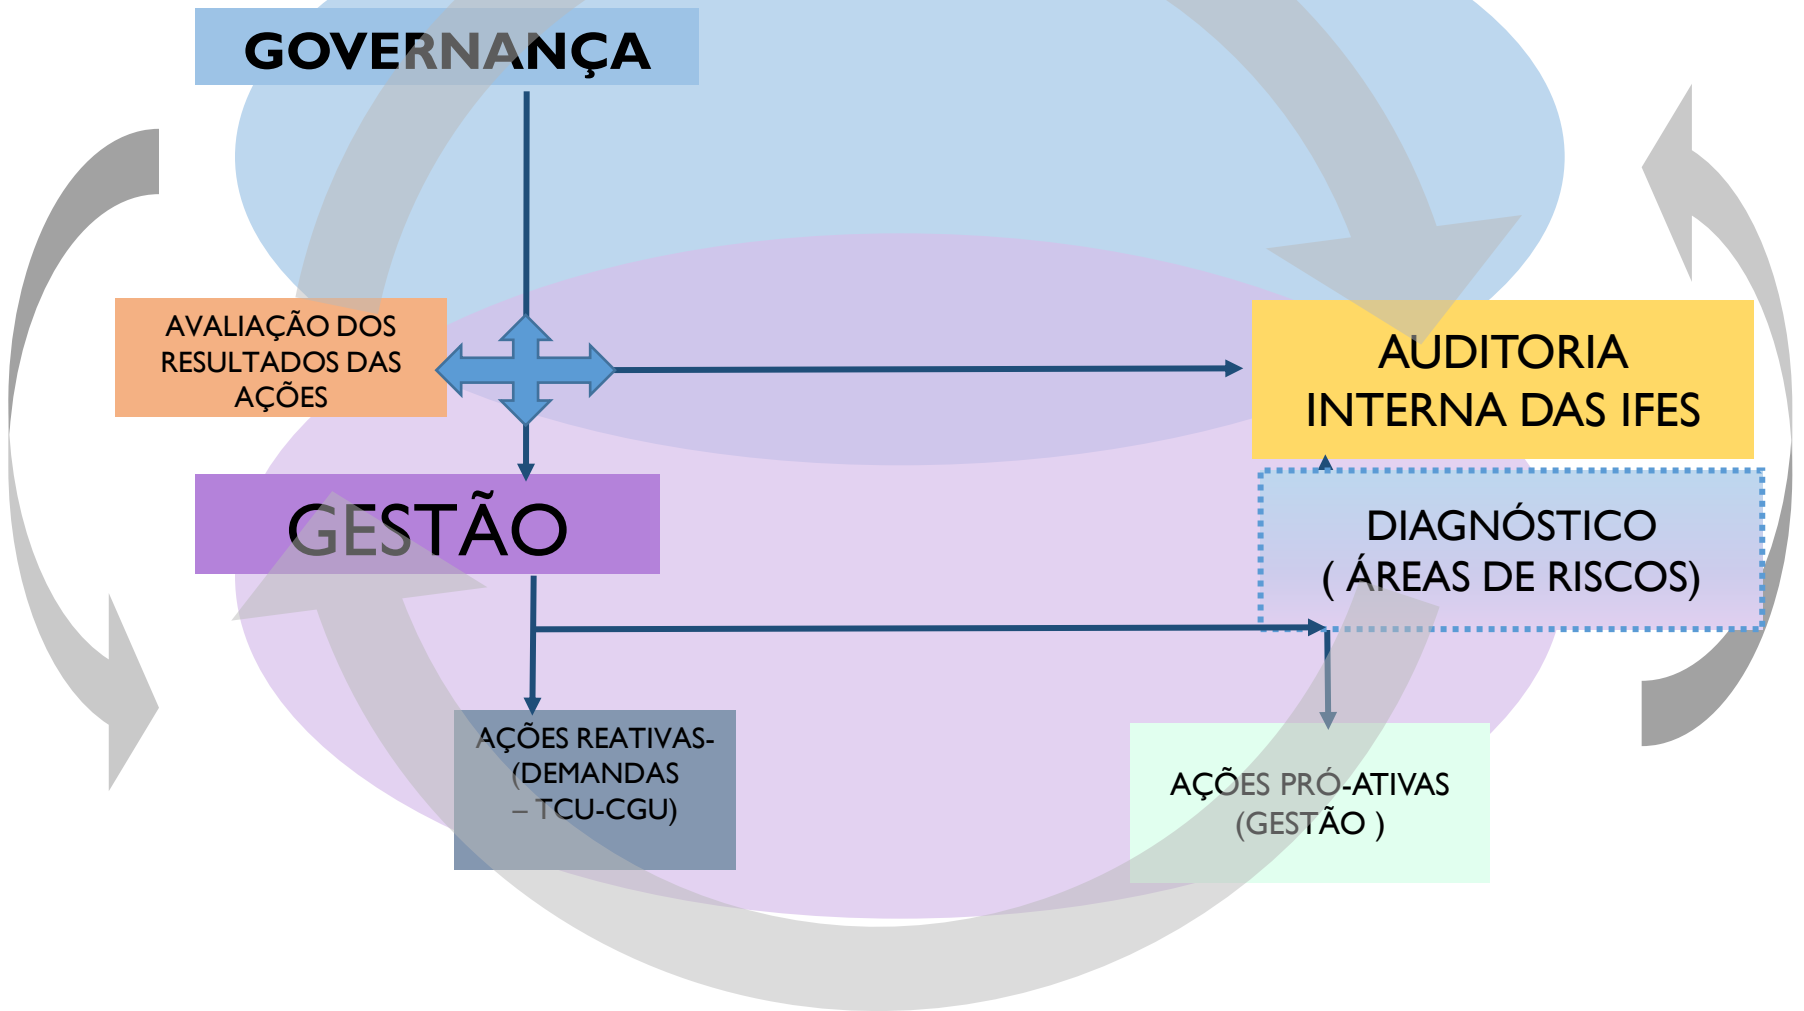 GOVERNANÇA
AVALIAÇÃO DOS
RESULTADOS DAS
AÇÕES
AUDITORIA
INTERNA DAS IFES
GESTÃO
DIAGNÓSTICO
( ÁREAS DE RISCOS)
AÇÕES REATIVAS-
(DEMANDAS
– TCU-CGU)
AÇÕES PRÓ-ATIVAS
(GESTÃO )